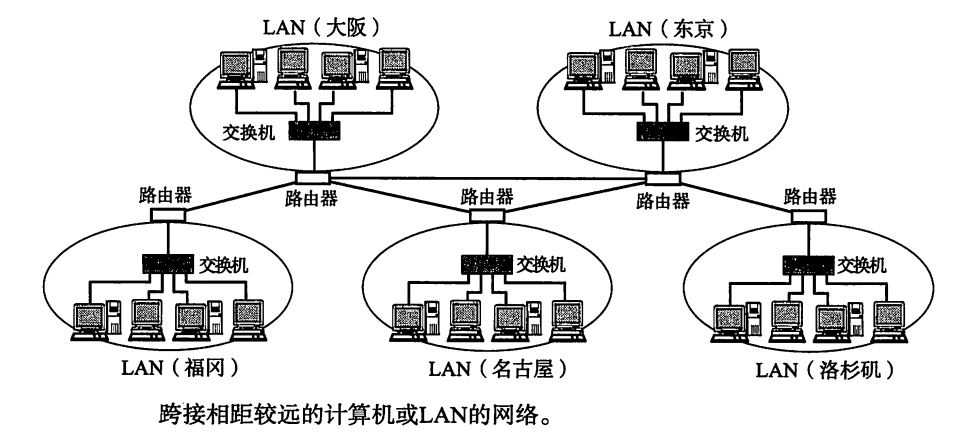 LAN（大阪）
LAN（东京）
交换机
交换机
路由器
路由器
路由器
路由器
路由器
交换机
交换机
交换机
LAN（福冈）
LAN（名古屋）
LAN（洛杉矶）
跨接相距较远的计算机或LAN的网络。